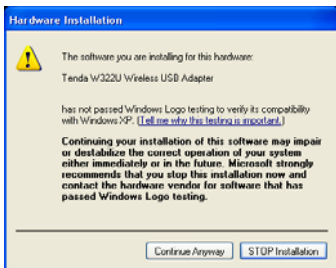 Hardware Installation
The software you are installing for this hardware:
Tenda W322U Wireless USB Adapter
has not passed Windows Logo testing to verify its compatibility
with Windows XP. (Tell me why this testing is important.)
Continuing your installation of this software may impair
or destabilize the correct operation of your system
either immediately or in the future. Microsoft strongly
recommends that you stop this installation now and
contact the hardware vendor for software that has
passed Windows Logo testing.
Continue Anyway
STOP Installation